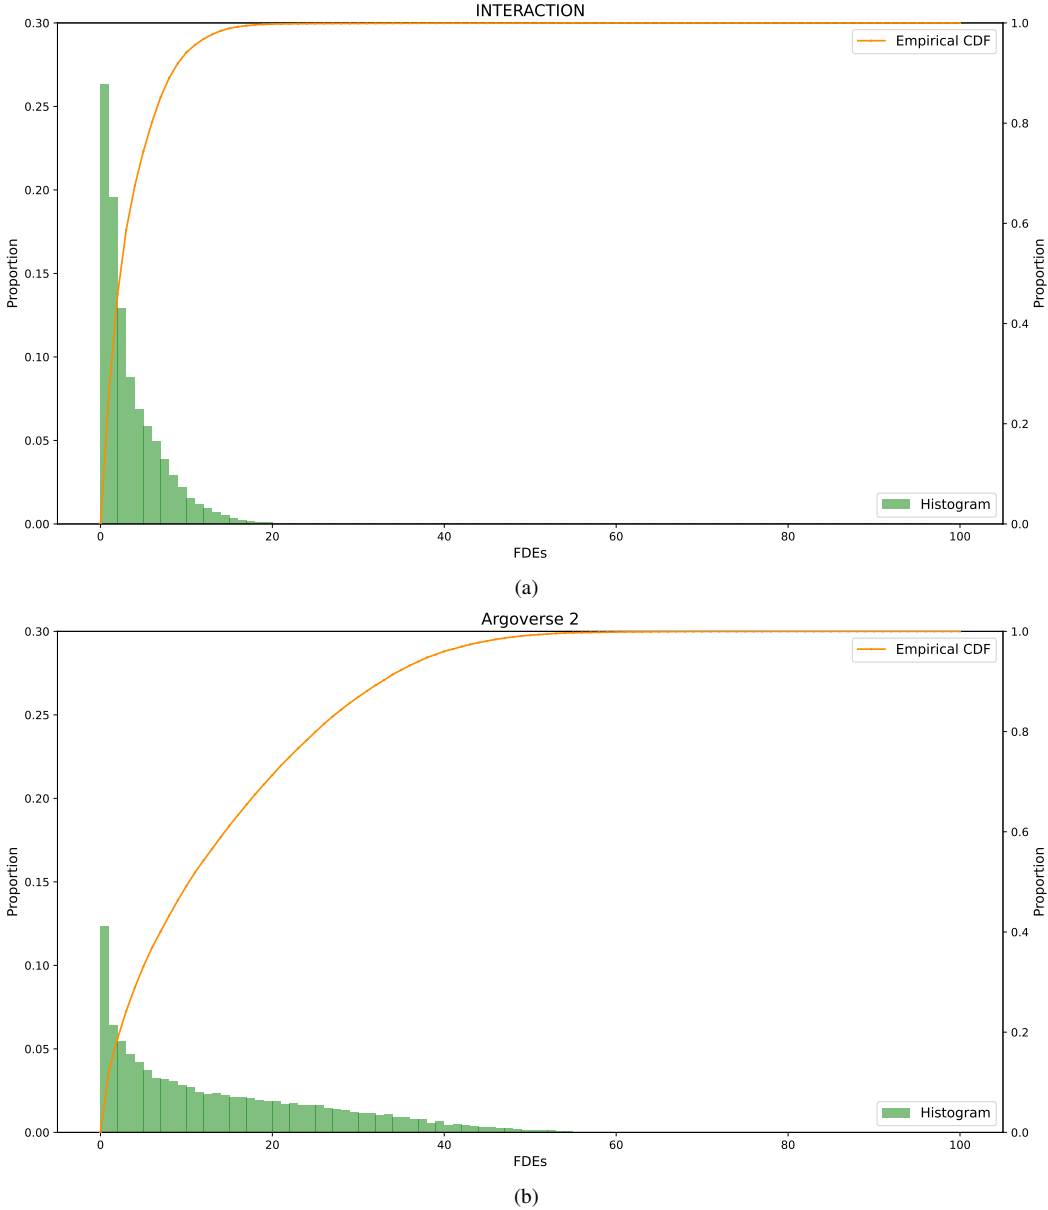 INTERACTION
0.30
0.25
0.20
0.15
0.10
0.05
0.00
Proportion
1.0
0.8
0.6
0.4
0.2
0.0
Proportion
Empirical CDF
Histogram
0 20 40 60 80 100
FDEs
(a)
Argoverse 2
0.30
0.25
0.20
0.15
0.10
0.05
0.00
Proportion
1.0
0.8
0.6
0.4
0.2
0.0
Proportion
Empirical CDF
Histogram
0 20 40 60 80 100
FDEs
(b)